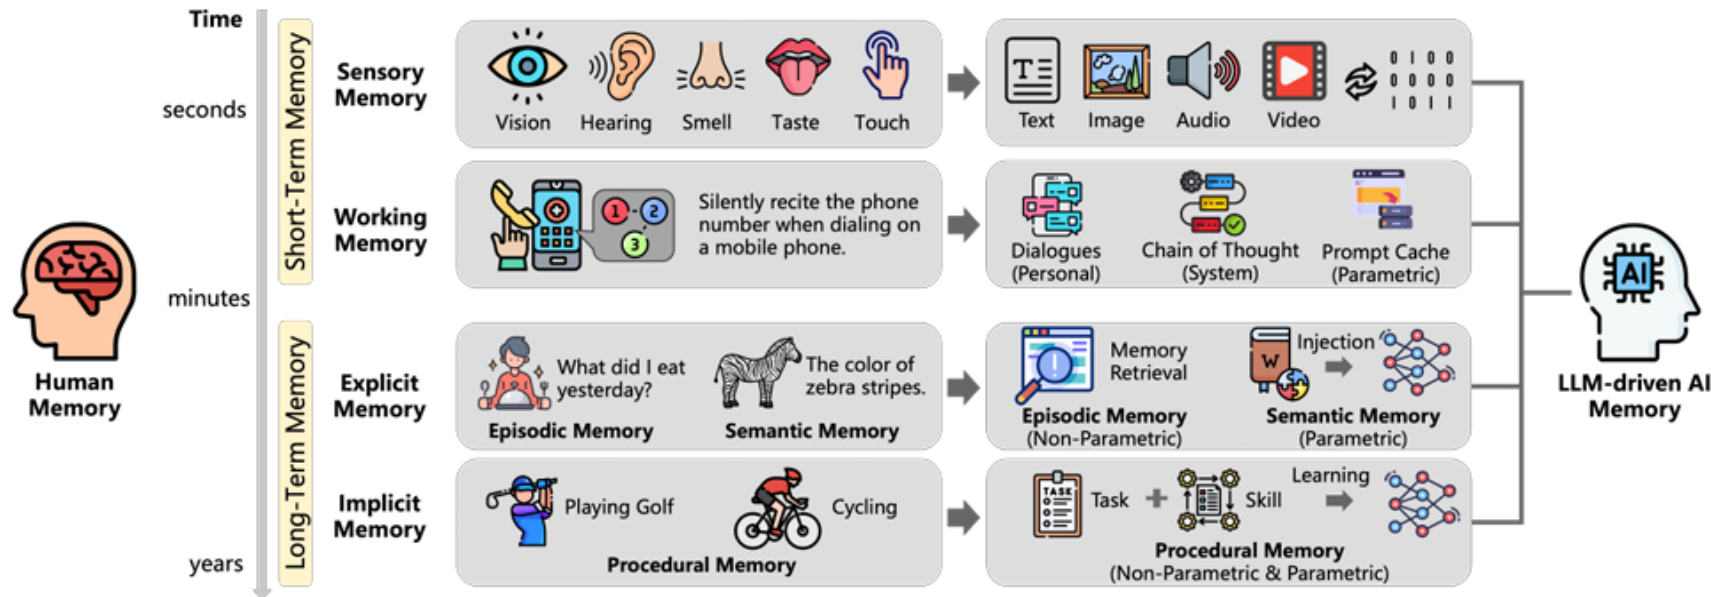 Time
seconds
minutes
years
Short-Term Memory
Long-Term Memory
Human
Memory
Sensory
Memory
Vision
Hearing
Smell
Taste
Touch
T
Text
Image
Audio
Video
0 1 0 0
0 0 0 0
1 0 1 1
Working
Memory
1
2
3
Silently recite the phone
number when dialing on
a mobile phone.
Dialogues
(Personal)
Chain of Thought
(System)
Prompt Cache
(Parametric)
Explicit
Memory
What did I eat
yesterday?
Episodic Memory
The color of
zebra stripes.
Semantic Memory
Memory
Retrieval
Episodic Memory
(Non-Parametric)
W
Injection
Semantic Memory
(Parametric)
Implicit
Memory
Playing Golf
Cycling
Procedural Memory
TASK
Task
+
Skill
Learning
Procedural Memory
(Non-Parametric & Parametric)
AI
LLM-driven AI
Memory